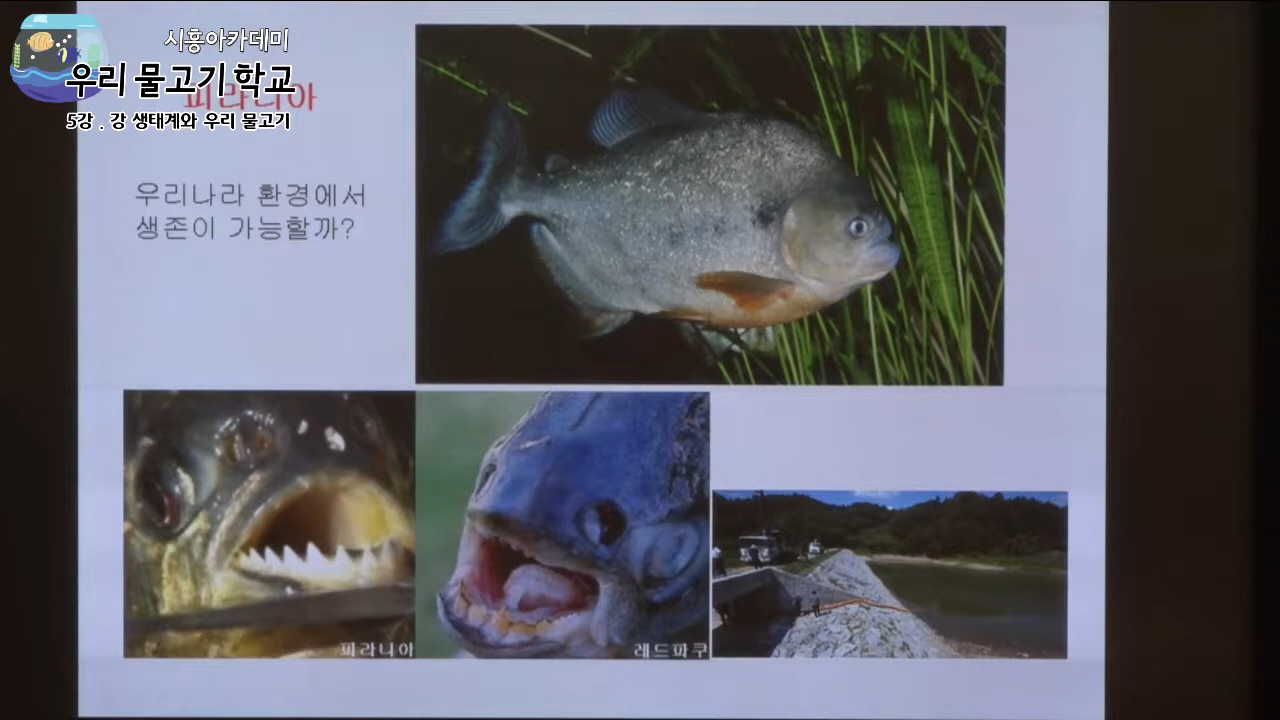 시흥아카데미
우리 물고기 학교
피라니아
5강 . 강 생태계와 우리 물고기
우리나라 환경에서
생존이 가능할까?
피라니아
레드파쿠